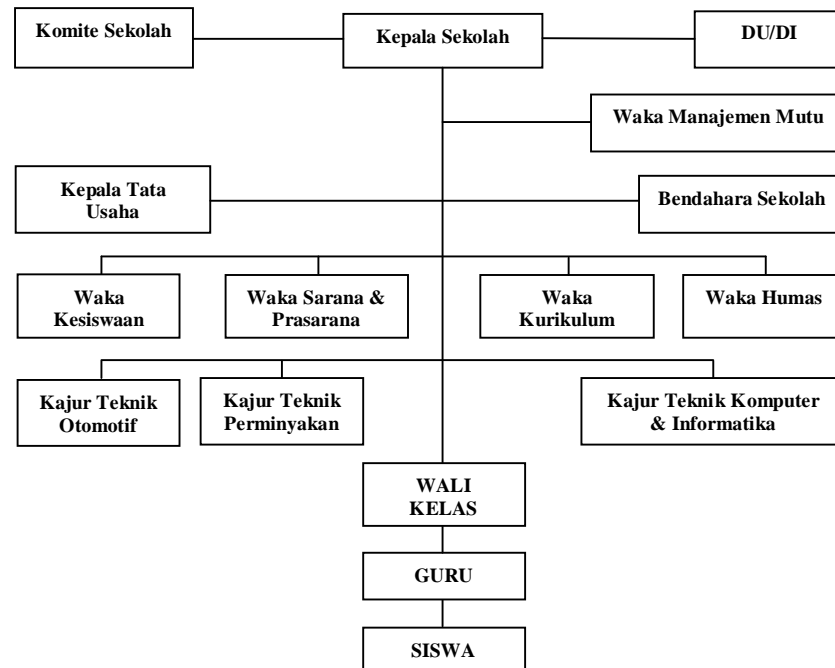 Komite Sekolah
Kepala Sekolah
DU/DI
Waka Manajemen Mutu
Kepala Tata
Usaha
Bendahara Sekolah
Waka
Kesiswaan
Waka Sarana &
Prasarana
Waka
Kurikulum
Waka Humas
Kajur Teknik
Otomotif
Kajur Teknik
Perminyakan
Kajur Teknik Komputer
& Informatika
WALI
KELAS
GURU
SISWA